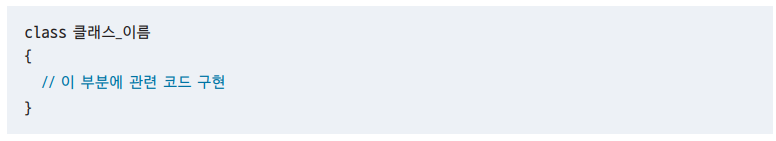 class 클래스_이름
{
// 이 부분에 관련 코드 구현
}